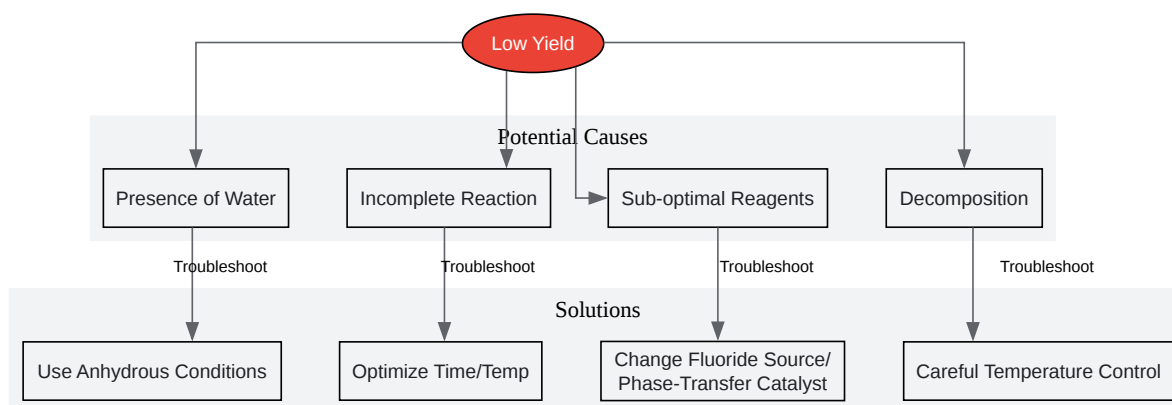 Low Yield
Potential Causes
Presence of Water
Incomplete Reaction
Sub-optimal Reagents
Decomposition
Troubleshoot
Troubleshoot
Troubleshoot
Troubleshoot
Solutions
Use Anhydrous Conditions
Optimize Time/Temp
Change Fluoride Source/
Phase-Transfer Catalyst
Careful Temperature Control